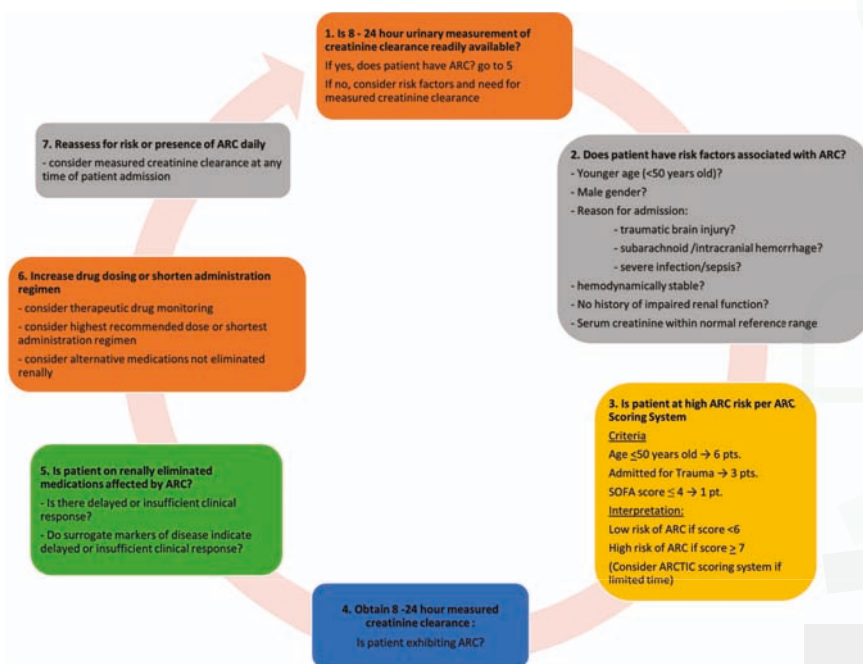 1. Is 8 - 24 hour urinary measurement of
creatinine clearance readily available?
If yes, does patient have ARC? go to 5
If no, consider risk factors and need for
measured creatinine clearance
2. Does patient have risk factors associated with ARC?
- Younger age (<50 years old)?
- Male gender?
- Reason for admission:
- traumatic brain injury?
- subarachnoid /intracranial hemorrhage?
- severe infection/sepsis?
- hemodynamically stable?
- No history of impaired renal function?
- Serum creatinine within normal reference range
3. Is patient at high ARC risk per ARC
Scoring System
Criteria
Age ≤50 years old → 6 pts.
Admitted for Trauma → 3 pts.
SOFA score ≤ 4 → 1 pt.
Interpretation:
Low risk of ARC if score <6
High risk of ARC if score ≥ 7
(Consider ARCTIC scoring system if
limited time)
4. Obtain 8 -24 hour measured
creatinine clearance :
Is patient exhibiting ARC?
5. Is patient on renally eliminated
medications affected by ARC?
- Is there delayed or insufficient clinical
response?
- Do surrogate markers of disease indicate
delayed or insufficient clinical response?
6. Increase drug dosing or shorten administration
regimen
- consider therapeutic drug monitoring
- consider highest recommended dose or shortest
administration regimen
- consider alternative medications not eliminated
renally
7. Reassess for risk or presence of ARC daily
- consider measured creatinine clearance at any
time of patient admission